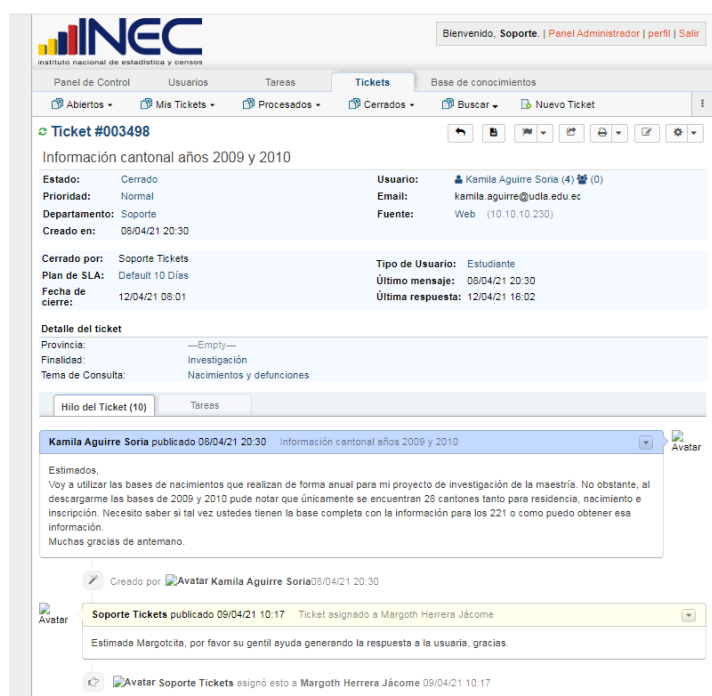 INEC
instituto nacional de estadística y censos
Bienvenido, Soporte. | Panel Administrador | perfil | Salir
Panel de Control Usuarios Tareas Tickets Base de conocimientos
Abiertos Mis Tickets Procesados Cerrados Buscar Nuevo Ticket
Ticket #003498
Información cantonal años 2009 y 2010
Estado: Cerrado Usuario: Kamila Aguirre Soria (4) (0)
Prioridad: Normal Email: kamila.aguirre@udla.edu.ec
Departamento: Soporte Fuente: Web (10.10.10.230)
Creado en: 08/04/21 20:30
Cerrado por: Soporte Tickets Tipo de Usuario: Estudiante
Plan de SLA: Default 10 Días Último mensaje: 08/04/21 20:30
Fecha de cierre: 12/04/21 08:01 Última respuesta: 12/04/21 16:02
Detalle del ticket
Provincia: —Empty—
Finalidad: Investigación
Tema de Consulta: Nacimientos y defunciones
Hilo del Ticket (10) Tareas
Kamila Aguirre Soria publicado 08/04/21 20:30 Información cantonal años 2009 y 2010
Avatar
Estimados,
Voy a utilizar las bases de nacimientos que realizan de forma anual para mi proyecto de investigación de la maestría. No obstante, al
descargarme las bases de 2009 y 2010 pude notar que únicamente se encuentran 28 cantones tanto para residencia, nacimiento e
inscripción. Necesito saber si tal vez ustedes tienen la base completa con la información para los 221 o como puedo obtener esa
información.
Muchas gracias de antemano.
Creado por Avatar Kamila Aguirre Soria08/04/21 20:30
Avatar
Soporte Tickets publicado 09/04/21 10:17 Ticket asignado a Margoth Herrera Jácome
Estimada Margotcita, por favor su gentil ayuda generando la respuesta a la usuaria, gracias.
Avatar Soporte Tickets asignó esto a Margoth Herrera Jácome 09/04/21 10:17